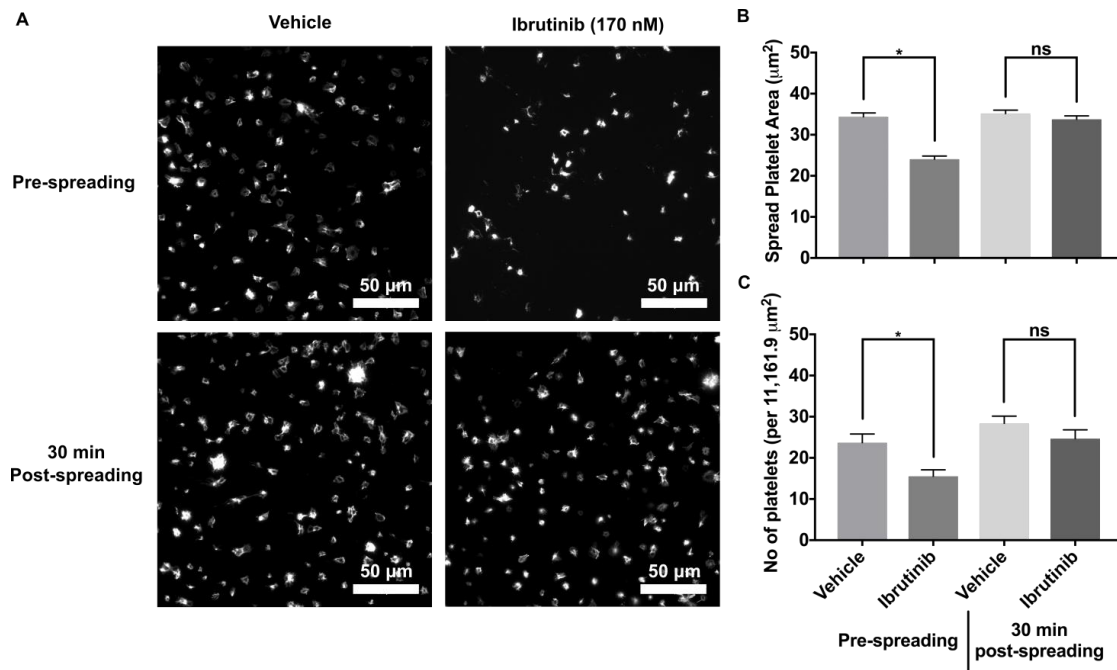 A
Vehicle
Ibrutinib (170 nM)
Pre-spreading
50 µm
50 µm
30 min
Post-spreading
50 µm
50 µm
B
Spread Platelet Area (µm²)
50
40
30
20
10
0
*
ns
C
No of platelets (per 11,161.9 µm²)
50
40
30
20
10
0
*
ns
Vehicle
Ibrutinib
Vehicle
Ibrutinib
Pre-spreading
30 min
post-spreading